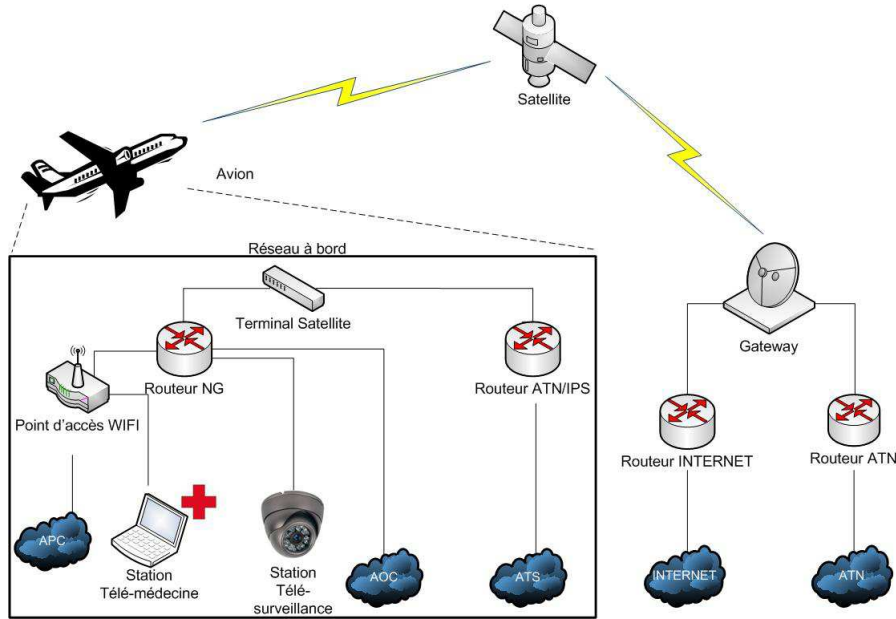 Satellite
Avion
Réseau à bord
Terminal Satellite
Gateway
Routeur NG
Routeur ATN/IPS
Point d'accès WIFI
Routeur INTERNET
Routeur ATN
APC
Station
Télé-médecine
Station
Télé-
surveillance
AOC
ATS
INTERNET
ATN